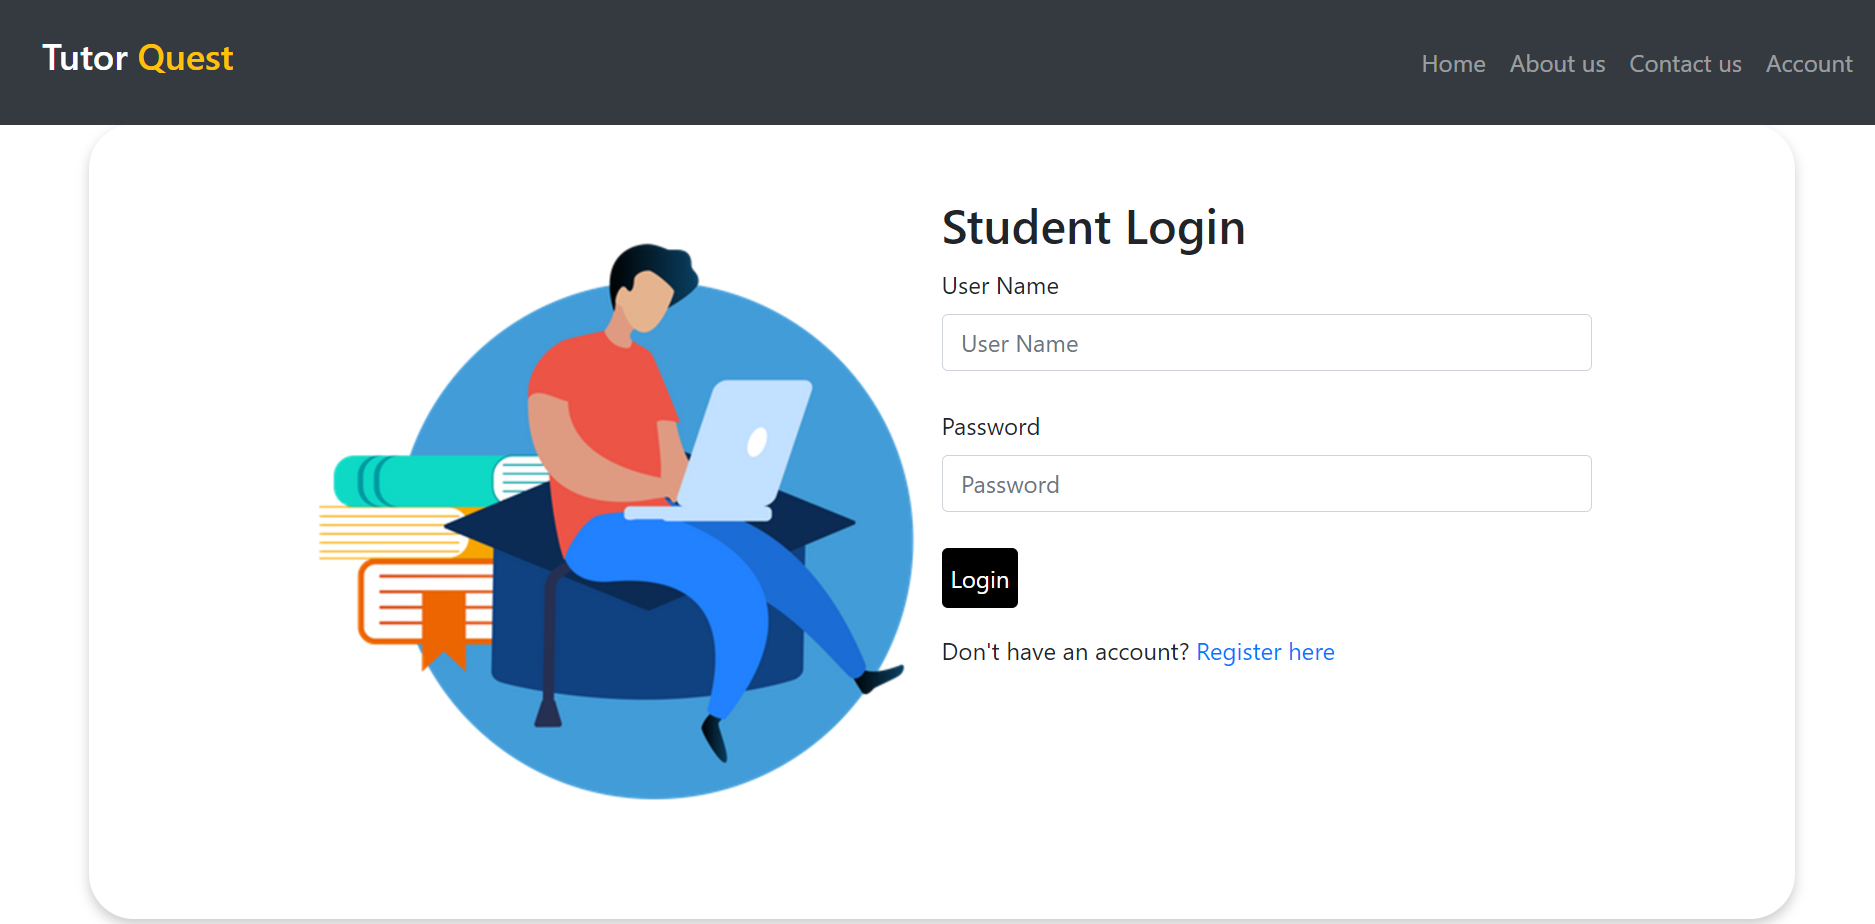 Tutor Quest
Home About us Contact us Account
Student Login
User Name
User Name
Password
Password
Login
Don't have an account? Register here